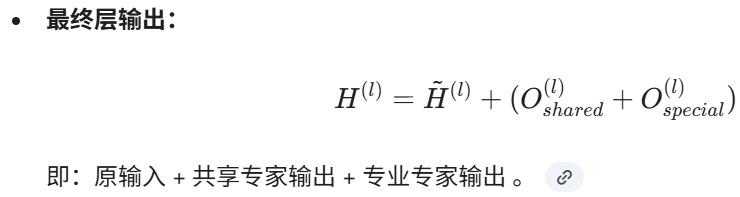 • 最终层输出：
$H^{(l)} = \tilde{H}^{(l)} + (O_{shared}^{(l)} + O_{special}^{(l)})$
即：原输入 + 共享专家输出 + 专业专家输出 。